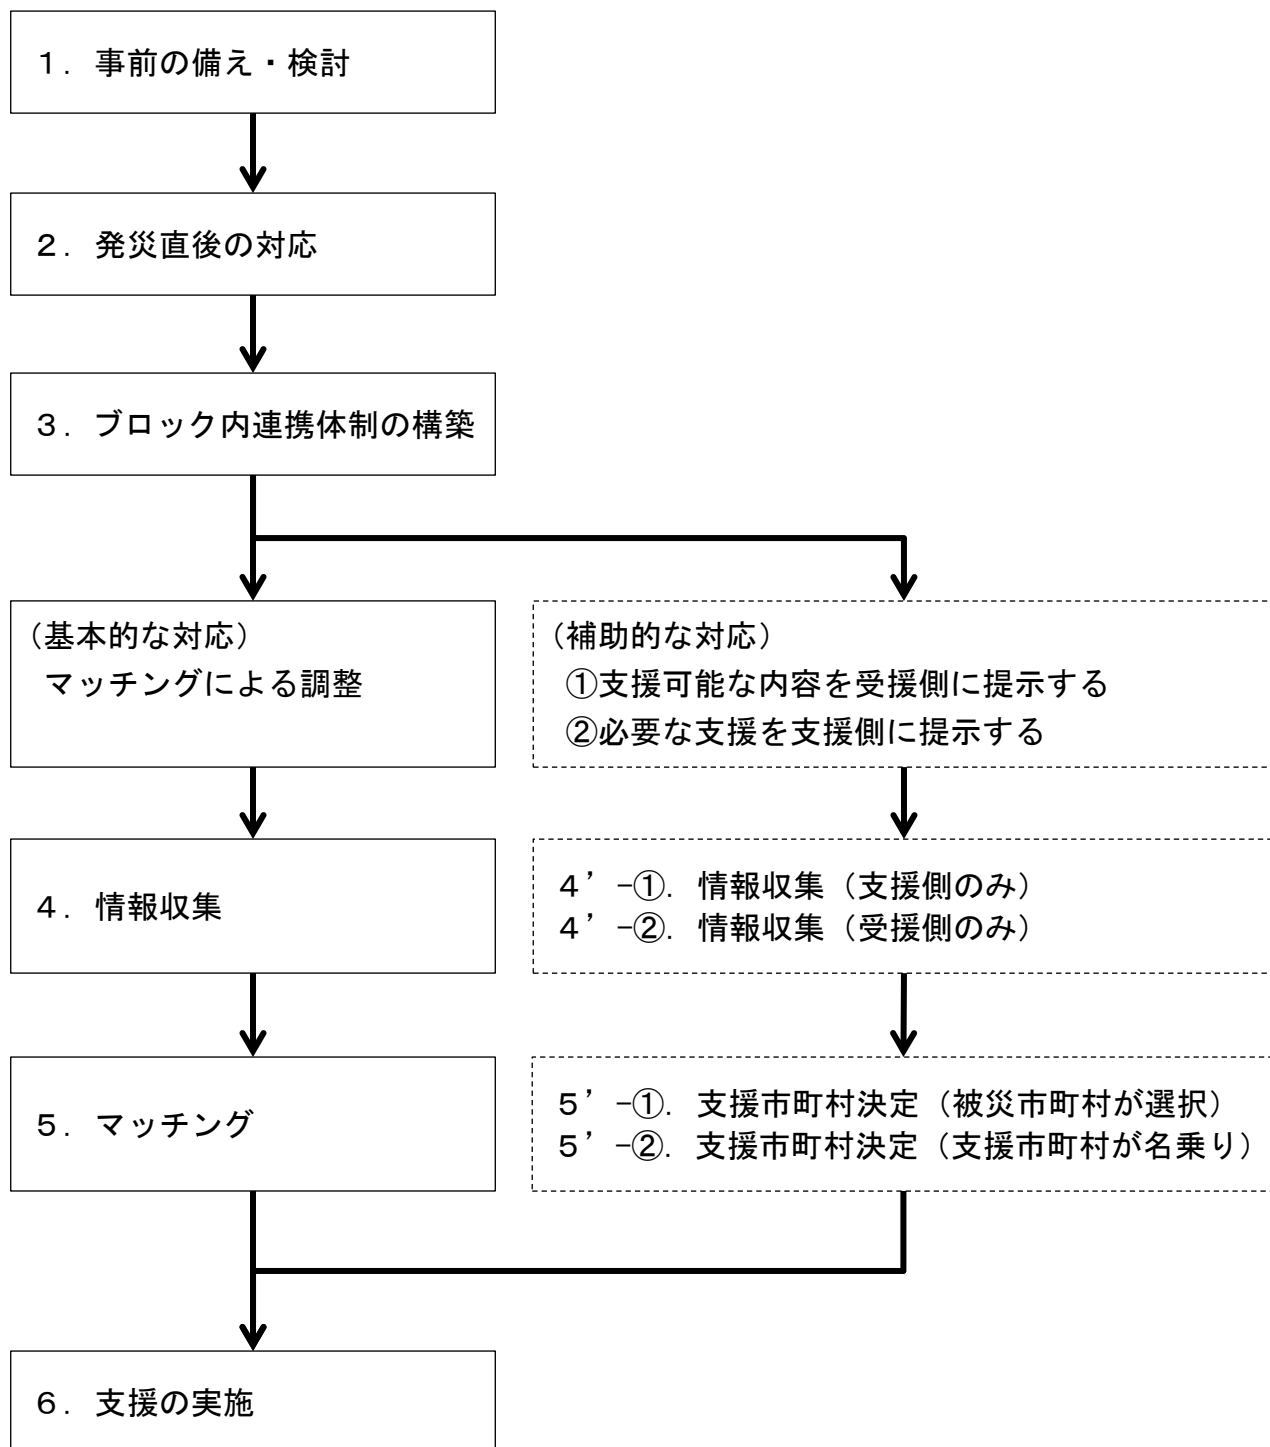 １．事前の備え・検討
２．発災直後の対応
３．ブロック内連携体制の構築
（基本的な対応）
マッチングによる調整
（補助的な対応）
①支援可能な内容を受援側に提示する
②必要な支援を支援側に提示する
４．情報収集
４’-①．情報収集（支援側のみ）
４’-②．情報収集（受援側のみ）
５．マッチング
５’-①．支援市町村決定（被災市町村が選択）
５’-②．支援市町村決定（支援市町村が名乗り）
６．支援の実施